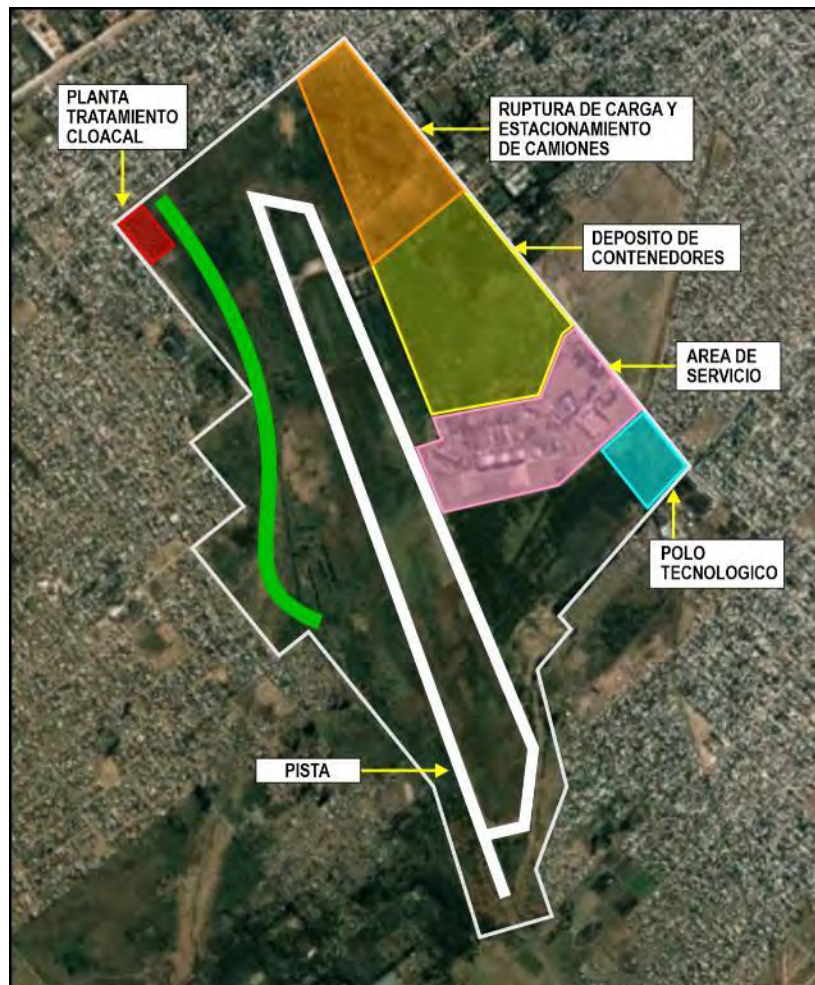 PLANTA
TRATAMIENTO
CLOACAL
RUPTURA DE CARGA Y
ESTACIONAMIENTO
DE CAMIONES
DEPOSITO DE
CONTENEDORES
AREA DE
SERVICIO
POLO
TECNOLOGICO
PISTA